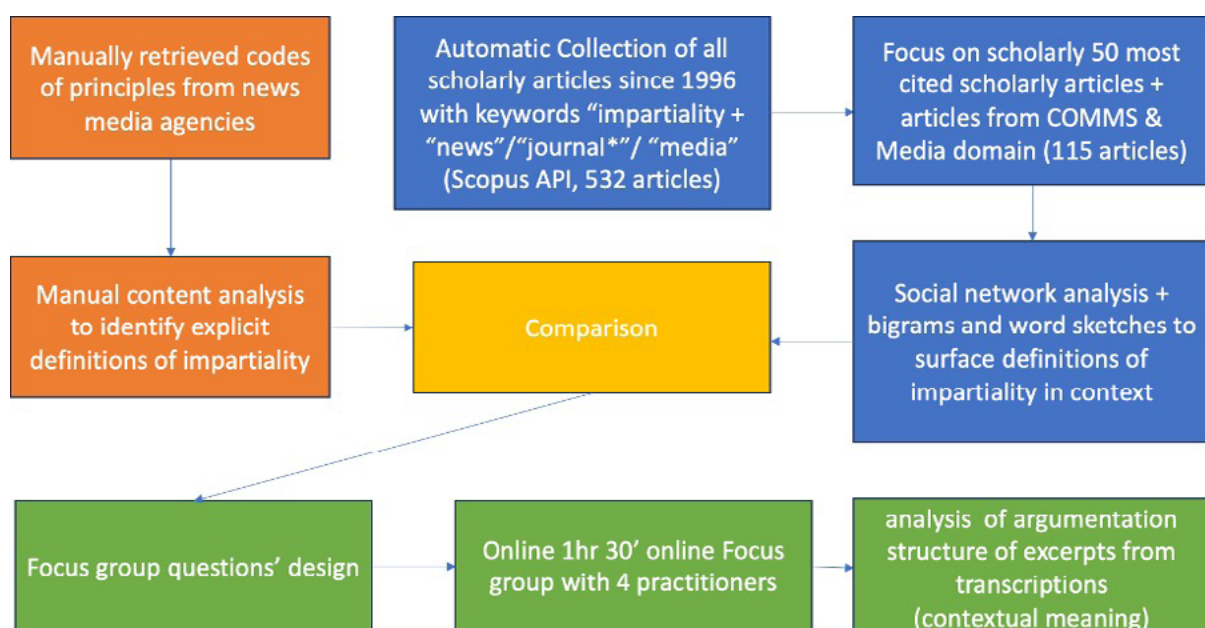 Manually retrieved codes
of principles from news
media agencies
Automatic Collection of all
scholarly articles since 1996
with keywords “impartiality +
“news”/“journal*”/ “media”
(Scopus API, 532 articles)
Focus on scholarly 50 most
cited scholarly articles +
articles from COMMS &
Media domain (115 articles)
Manual content analysis
to identify explicit
definitions of impartiality
Comparison
Social network analysis +
bigrams and word sketches to
surface definitions of
impartiality in context
Focus group questions’ design
Online 1hr 30’ online Focus
group with 4 practitioners
analysis of argumentation
structure of excerpts from
transcriptions
(contextual meaning)